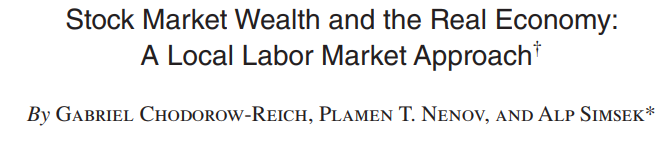 Stock Market Wealth and the Real Economy:
A Local Labor Market Approach†
By GABRIEL CHODOROW-REICH, PLAMEN T. NENOV, AND ALP SIMSEK*